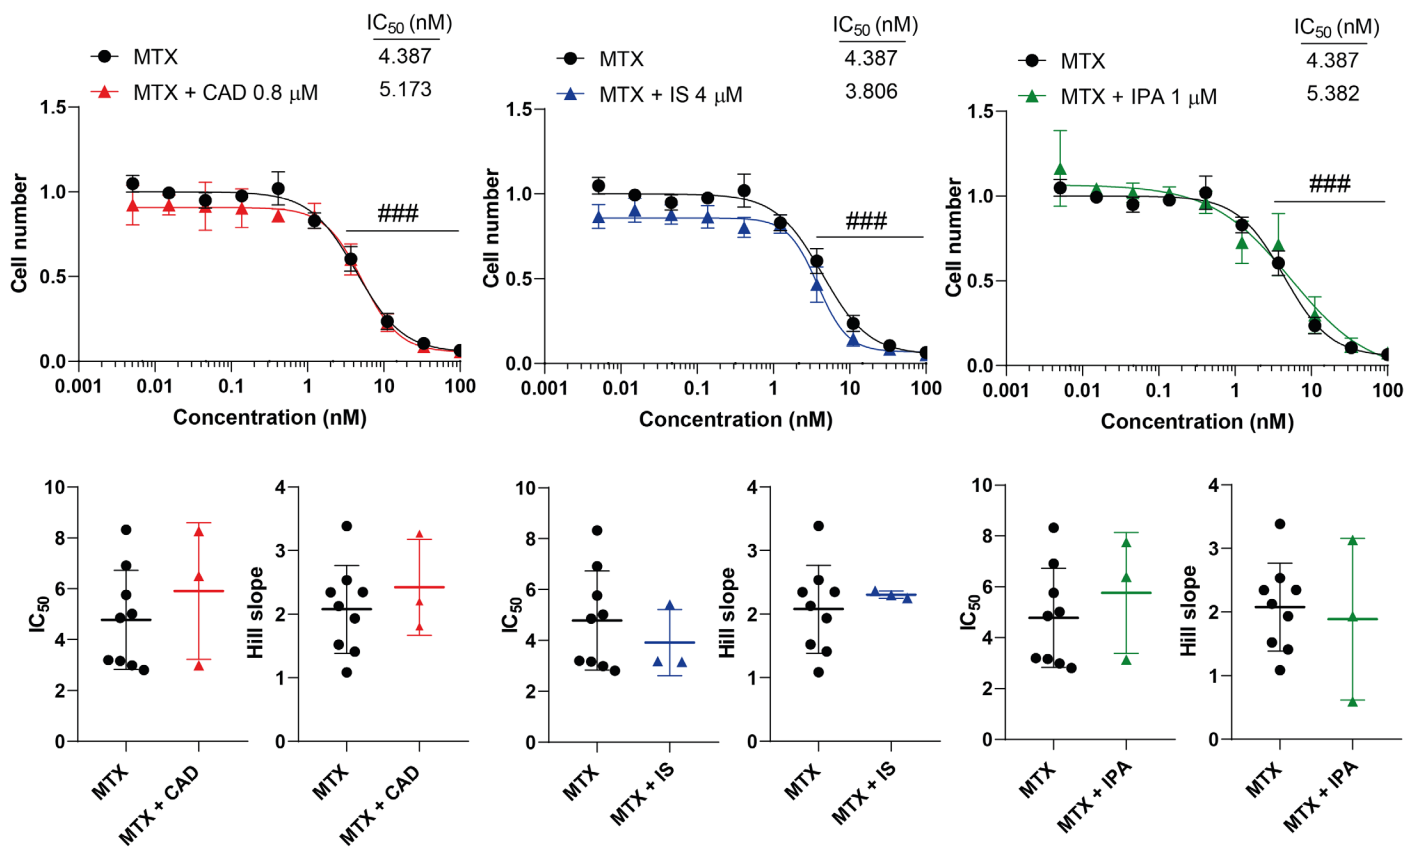 IC50 (nM)
MTX 4.387
MTX + CAD 0.8 μM 5.173
1.5
1.0
0.5
0.0
Cell number
###
0.001 0.01 0.1 1 10 100
Concentration (nM)
IC50 (nM)
MTX 4.387
MTX + IS 4 μM 3.806
1.5
1.0
0.5
0.0
Cell number
###
0.001 0.01 0.1 1 10 100
Concentration (nM)
IC50 (nM)
MTX 4.387
MTX + IPA 1 μM 5.382
1.5
1.0
0.5
0.0
Cell number
###
0.001 0.01 0.1 1 10 100
Concentration (nM)
10
8
6
4
2
0
IC50
MTX
MTX + CAD
4
3
2
1
0
Hill slope
MTX
MTX + CAD
10
8
6
4
2
0
IC50
MTX
MTX + IS
4
3
2
1
0
Hill slope
MTX
MTX + IS
10
8
6
4
2
0
IC50
MTX
MTX + IPA
4
3
2
1
0
Hill slope
MTX
MTX + IPA